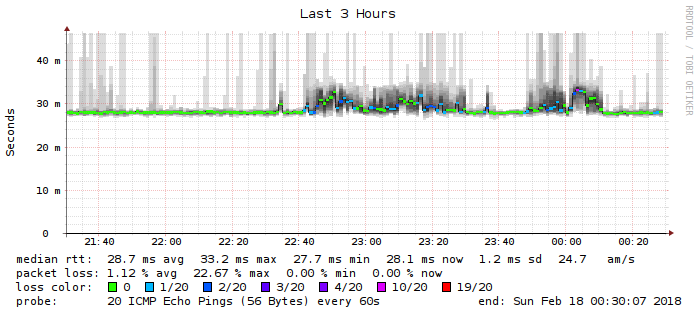 Last 3 Hours
RRDTOOL / TOBI OETIKER
Seconds
40 m
30 m
20 m
10 m
0
21:40 22:00 22:20 22:40 23:00 23:20 23:40 00:00 00:20
median rtt: 28.7 ms avg 33.2 ms max 27.7 ms min 28.1 ms now 1.2 ms sd 24.7 am/s
packet loss: 1.12 % avg 22.67 % max 0.00 % min 0.00 % now
loss color: 0 1/20 2/20 3/20 4/20 10/20 19/20
probe: 20 ICMP Echo Pings (56 Bytes) every 60s end: Sun Feb 18 00:30:07 2018